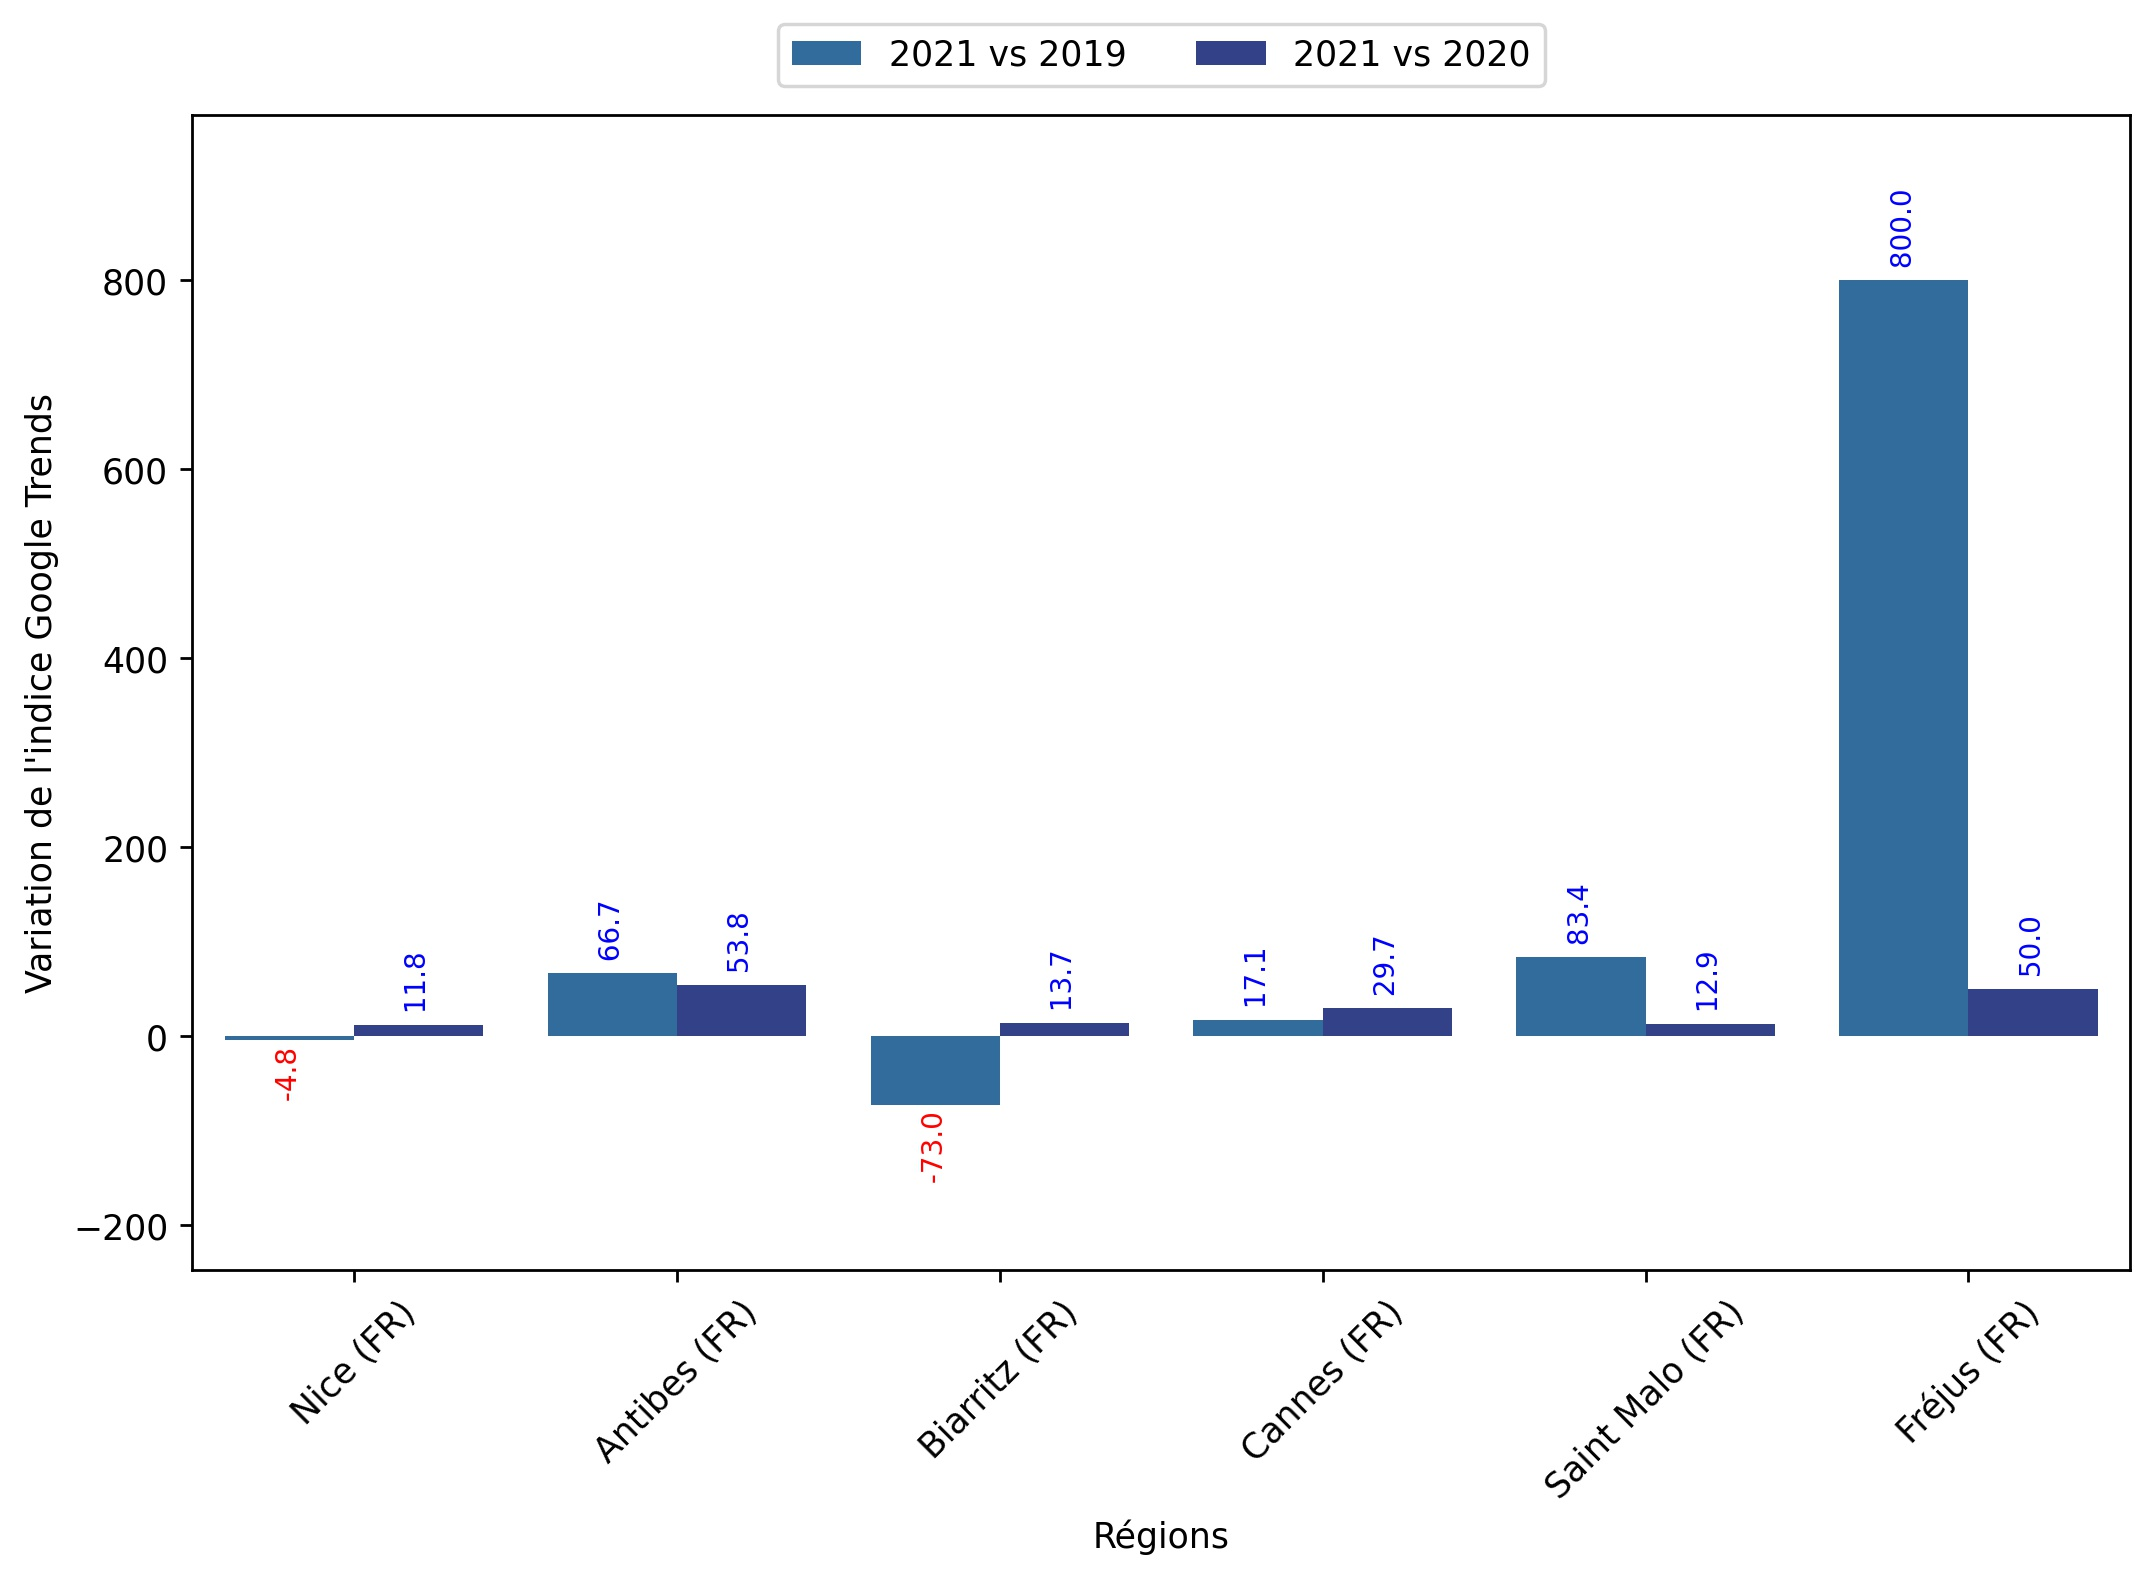 2021 vs 2019
2021 vs 2020
Variation de l'indice Google Trends
800
600
400
200
0
−200
-4.8
11.8
66.7
53.8
-73.0
13.7
17.1
29.7
83.4
12.9
800.0
50.0
Nice (FR)
Antibes (FR)
Biarritz (FR)
Cannes (FR)
Saint Malo (FR)
Fréjus (FR)
Régions